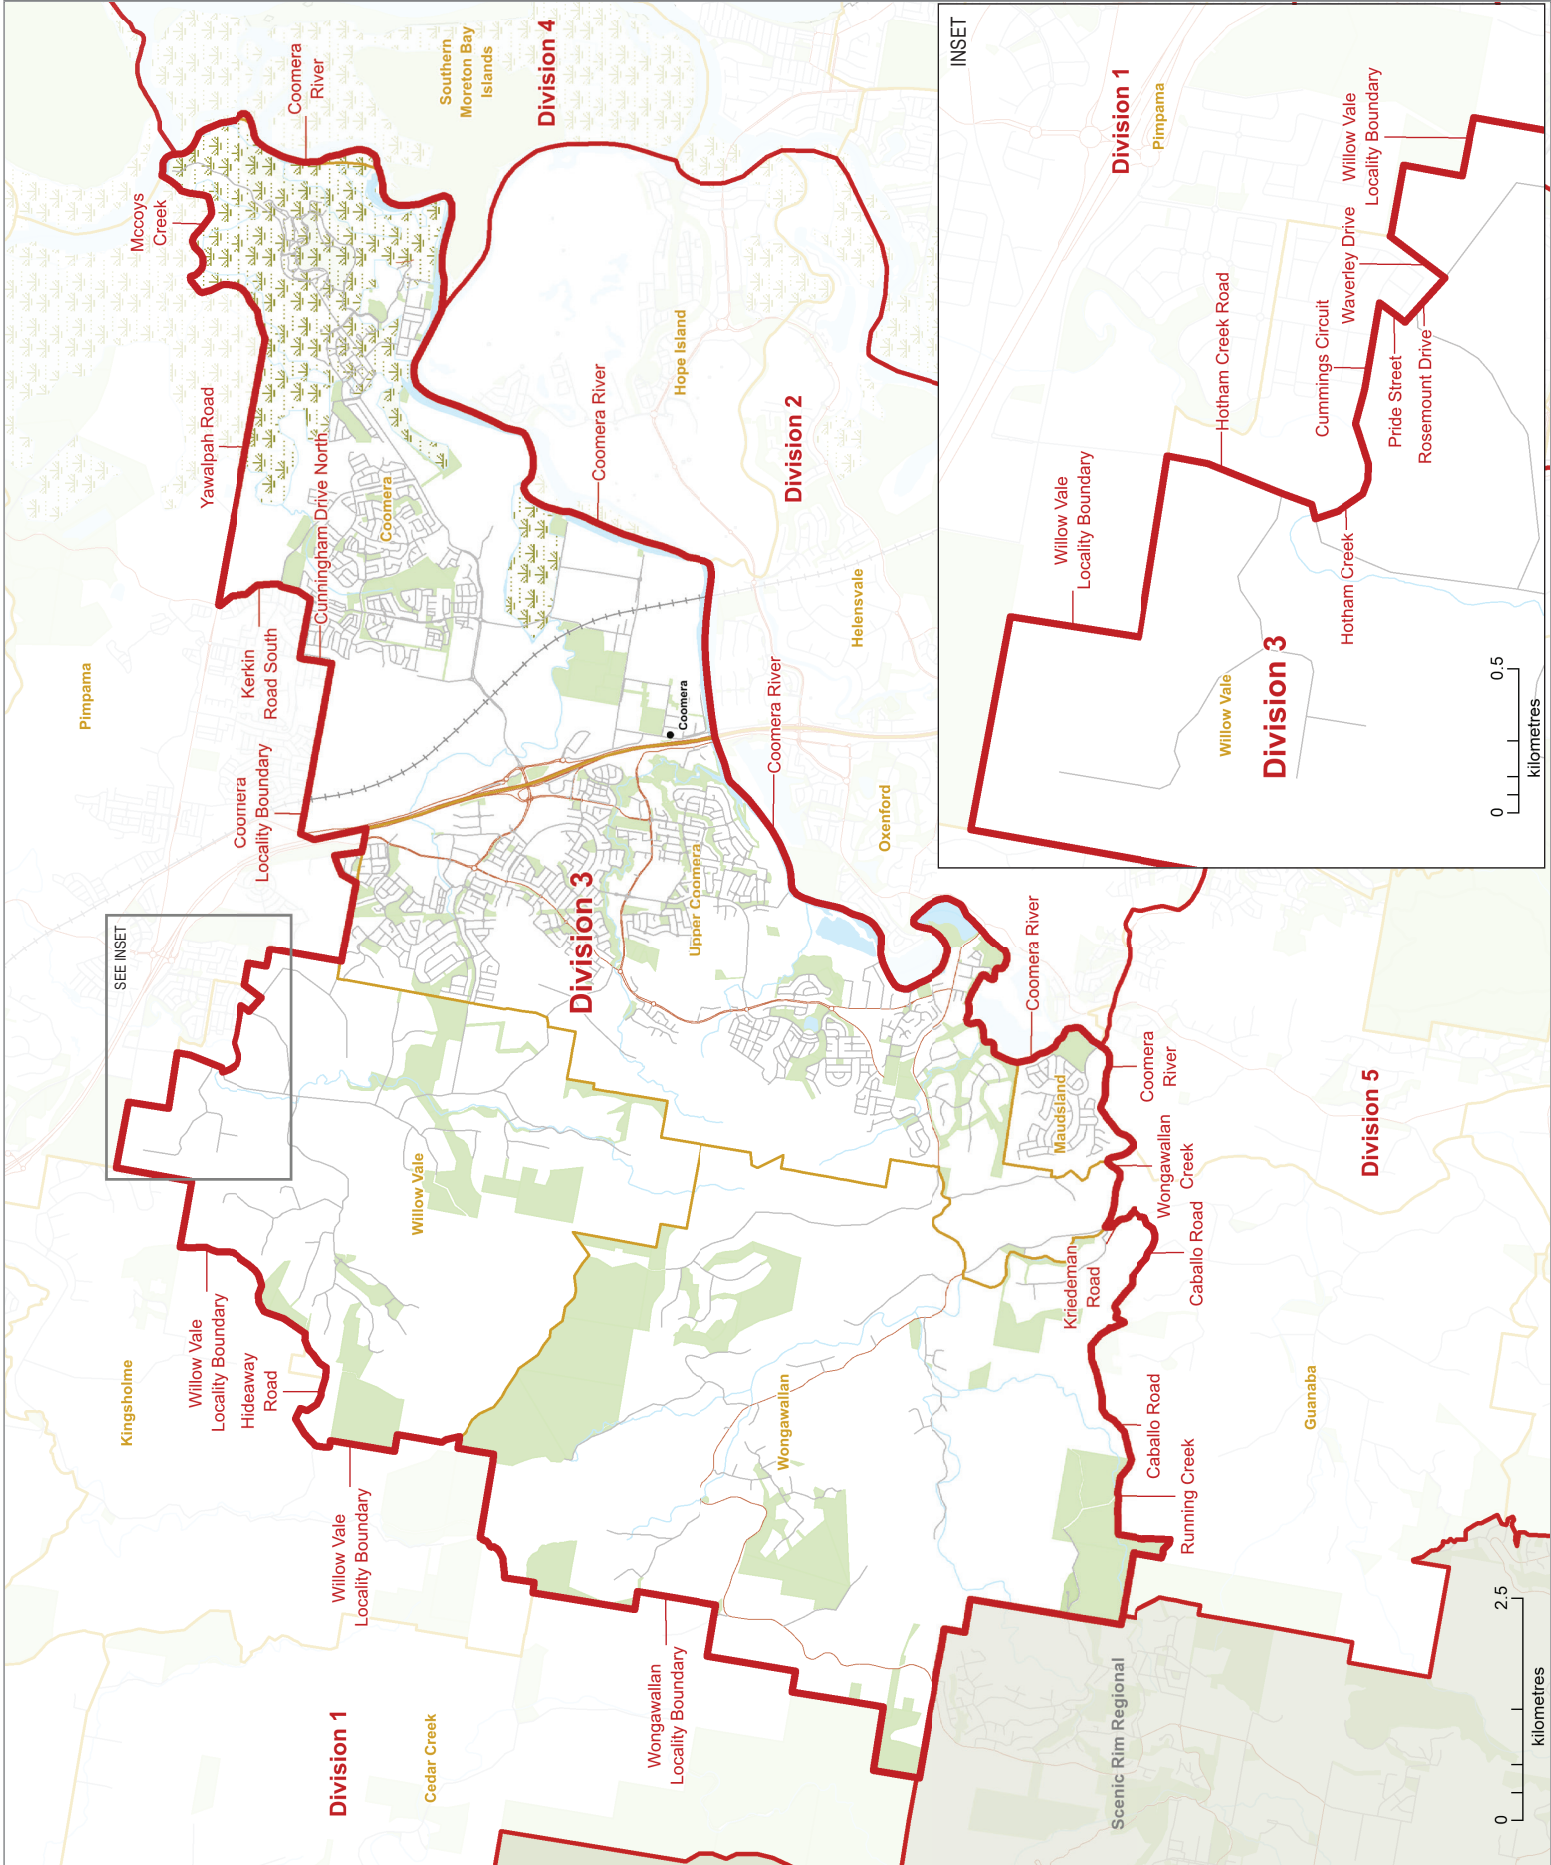 INSET
Division 1
Pimpama
Willow Vale
Locality Boundary
Hotham Creek Road
Cummings Circuit
Waverley Drive
Willow Vale
Locality Boundary
Pride Street
Rosemount Drive
Hotham Creek
Willow Vale
Division 3
0
0.5
kilometres
Kingsholme
Pimpama
SEE INSET
Mccoys
Creek
Coomera
River
Southern
Moreton Bay
Islands
Division 4
Yawalpah Road
Cunningham Drive North
Kerkin
Road South
Coomera
Locality Boundary
Coomera
Coomera River
Hope Island
Division 2
Helensvale
Coomera
Coomera River
Oxenford
Upper Coomera
Division 3
Willow Vale
Willow Vale
Locality Boundary
Hideaway
Road
Willow Vale
Locality Boundary
Division 1
Cedar Creek
Wongawallan
Locality Boundary
Wongawallan
Coomera River
Maudsland
Coomera
River
Wongawallan
Creek
Kriedeman
Road
Caballo Road
Caballo Road
Running Creek
Division 5
Guanaba
Scenic Rim Regional
0
2.5
kilometres